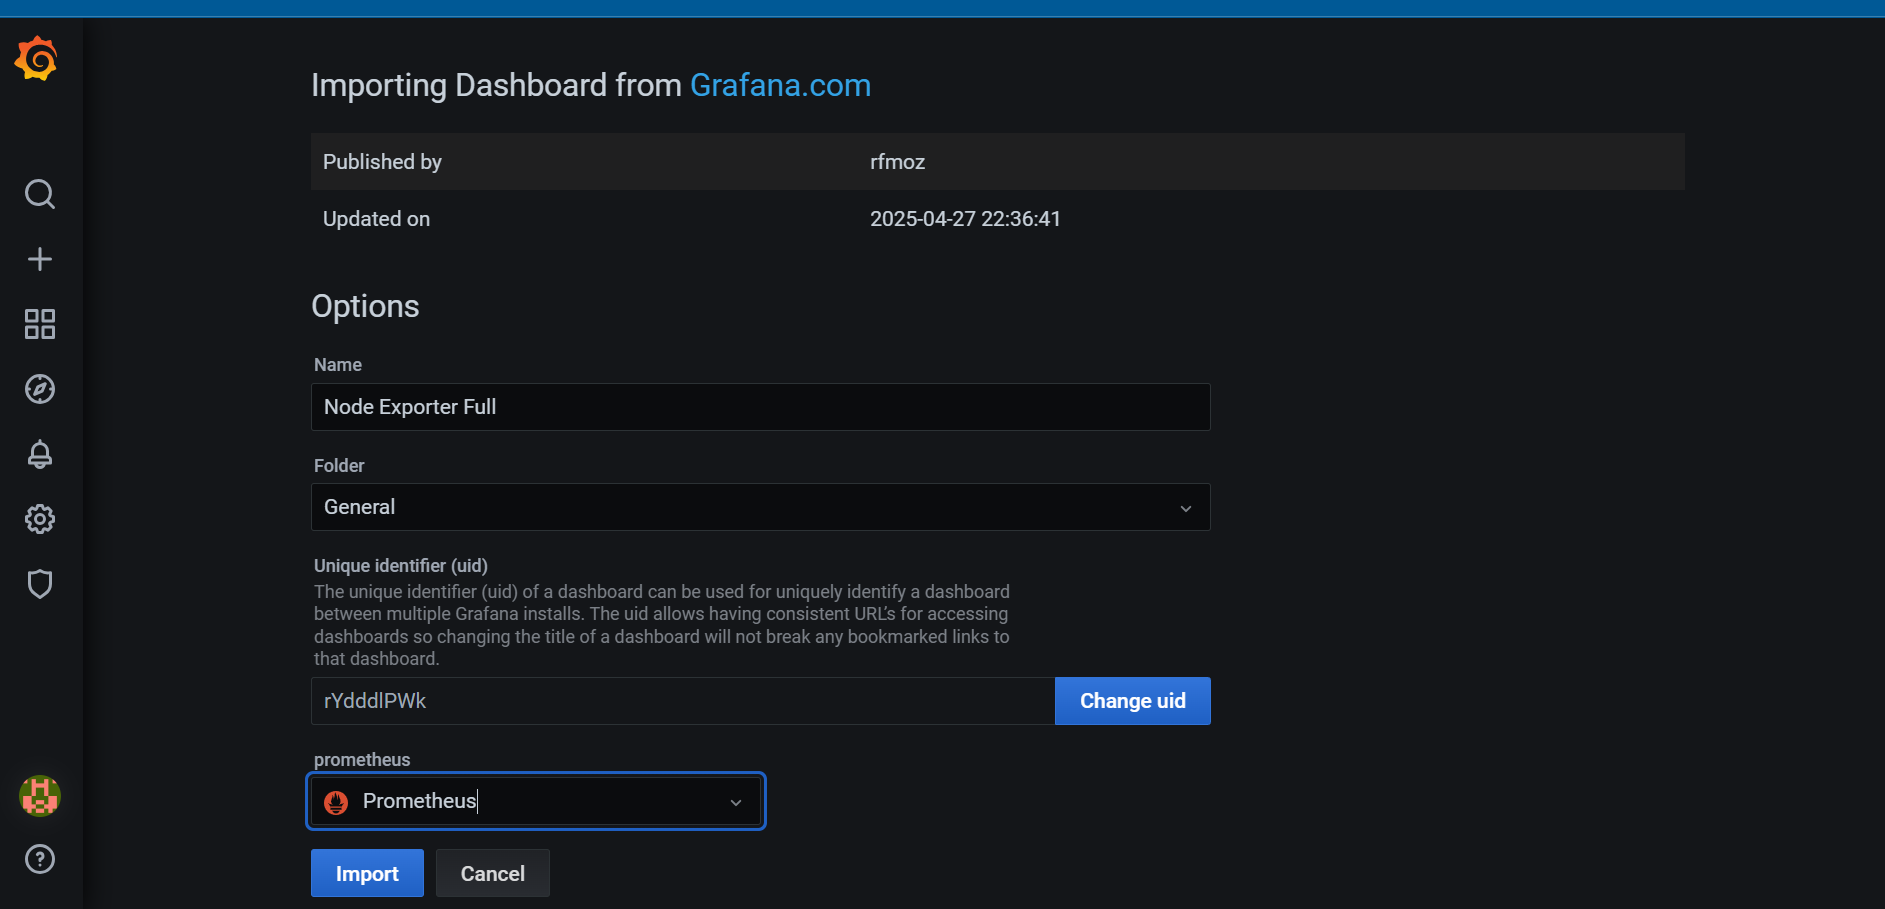 Importing Dashboard from Grafana.com
Published by rfmoz
Updated on 2025-04-27 22:36:41
Options
Name
Node Exporter Full
Folder
General
Unique identifier (uid)
The unique identifier (uid) of a dashboard can be used for uniquely identify a dashboard
between multiple Grafana installs. The uid allows having consistent URL's for accessing
dashboards so changing the title of a dashboard will not break any bookmarked links to
that dashboard.
rYdddlPWk Change uid
prometheus
Prometheus
Import Cancel